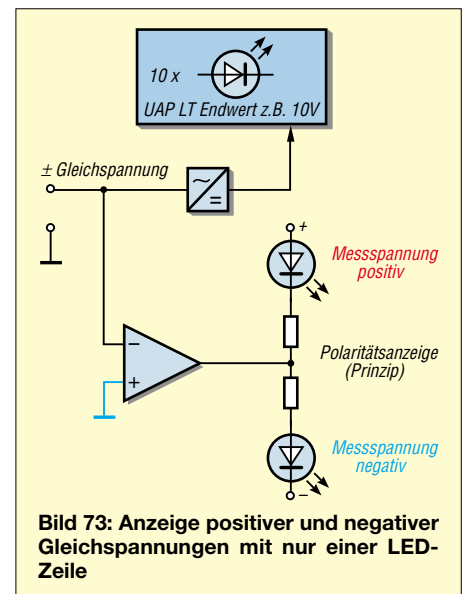 10 x
UAP LT Endwert z.B. 10V
± Gleichspannung
~
=
+
Messspannung
positiv
−
+
Polaritätsanzeige
(Prinzip)
Messspannung
negativ
−
Bild 73: Anzeige positiver und negativer
Gleichspannungen mit nur einer LED-
Zeile